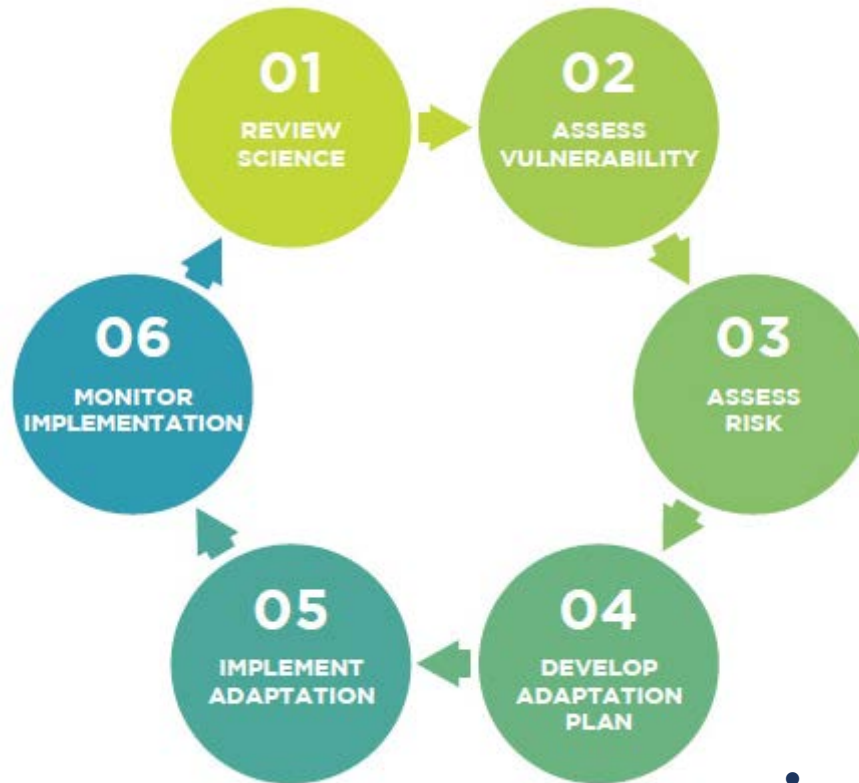 01
REVIEW
SCIENCE
02
ASSESS
VULNERABILITY
03
ASSESS
RISK
04
DEVELOP
ADAPTATION
PLAN
05
IMPLEMENT
ADAPTATION
06
MONITOR
IMPLEMENTATION